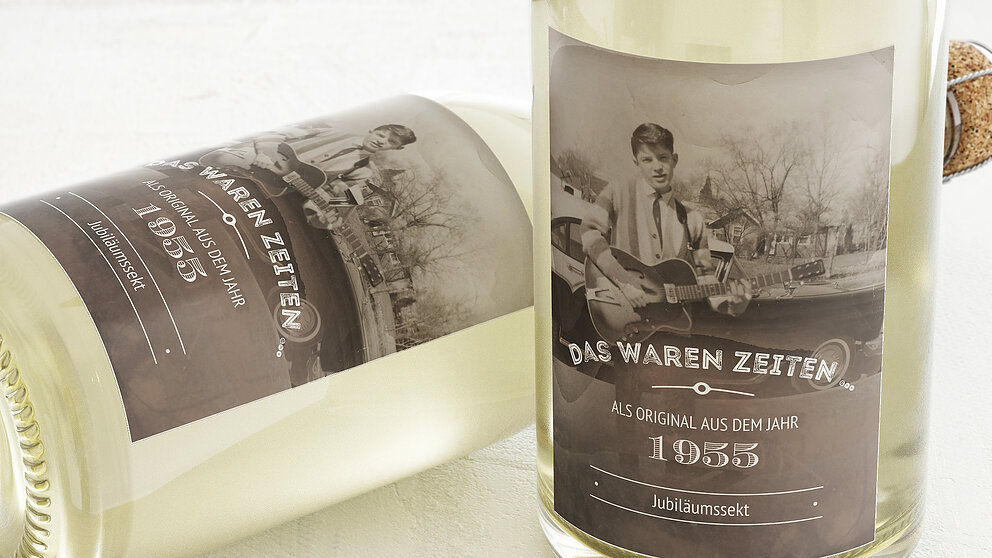 DAS WAREN ZEITEN...
ALS ORIGINAL AUS DEM JAHR
1955
Jubiläumssekt
DAS WAREN ZEITEN...
ALS ORIGINAL AUS DEM JAHR
1955
Jubiläumssekt